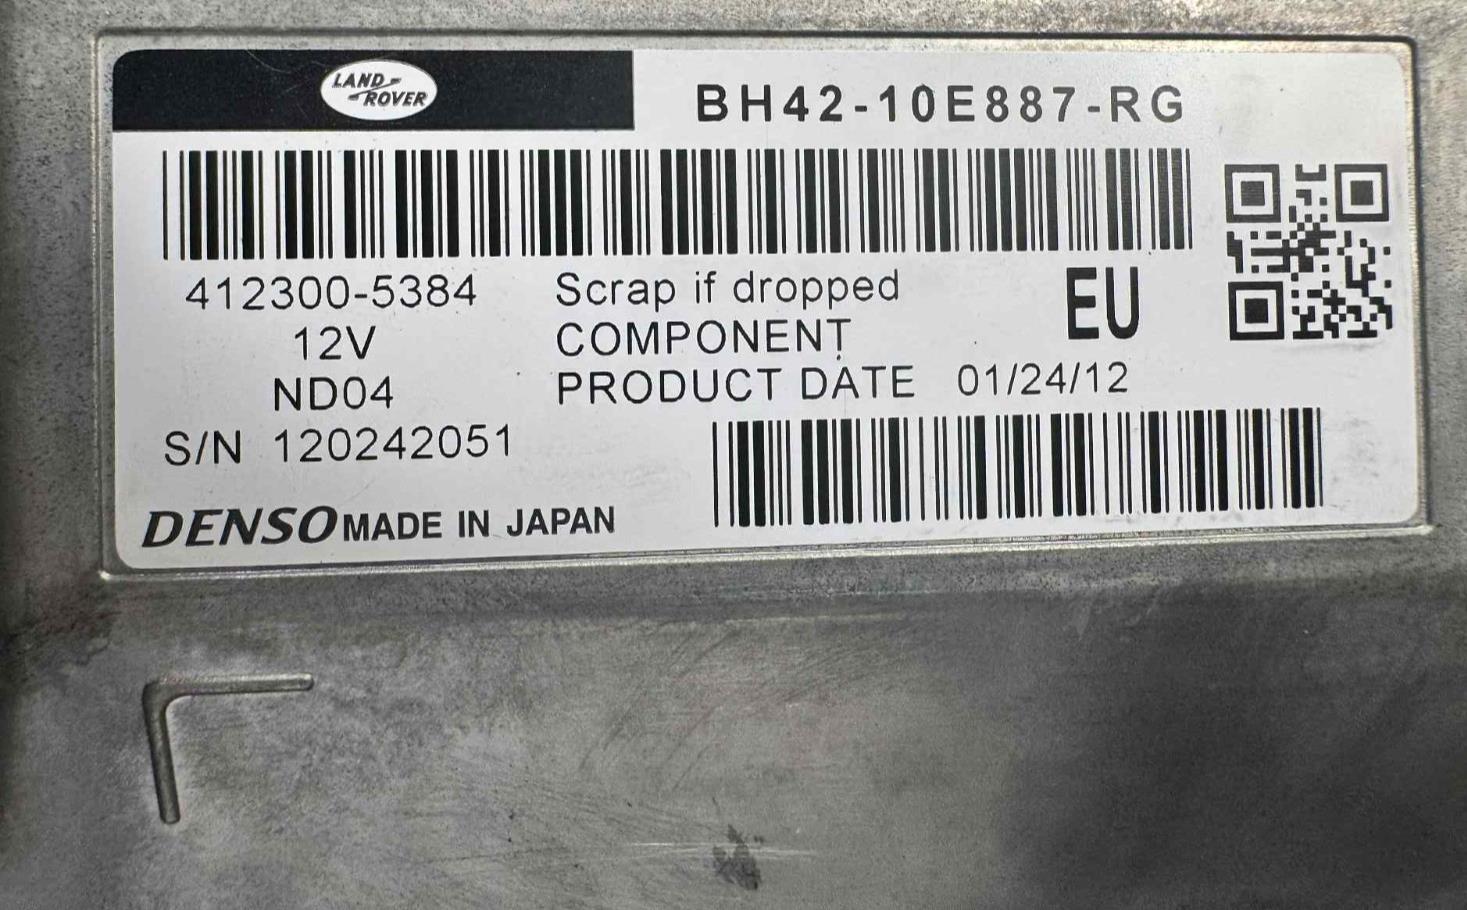 LAND
ROVER
BH42-10E887-RG
412300-5384 Scrap if dropped
12V COMPONENT
EU
ND04 PRODUCT DATE 01/24/12
S/N 120242051
DENSO MADE IN JAPAN